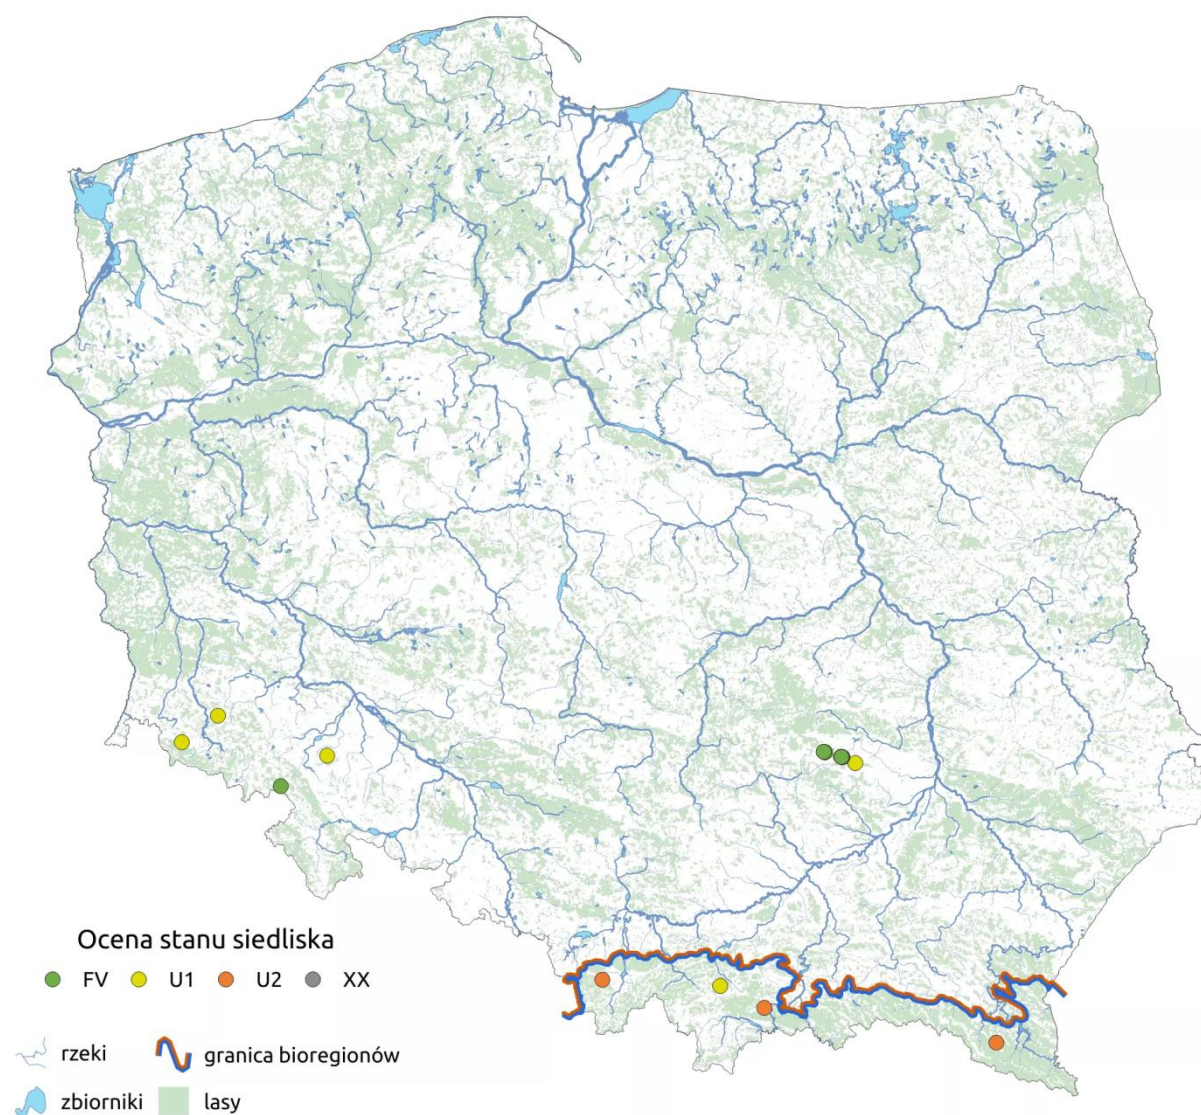 Ocena stanu siedliska
FV U1 U2 XX
rzeki granica bioregionów
zbiorniki lasy